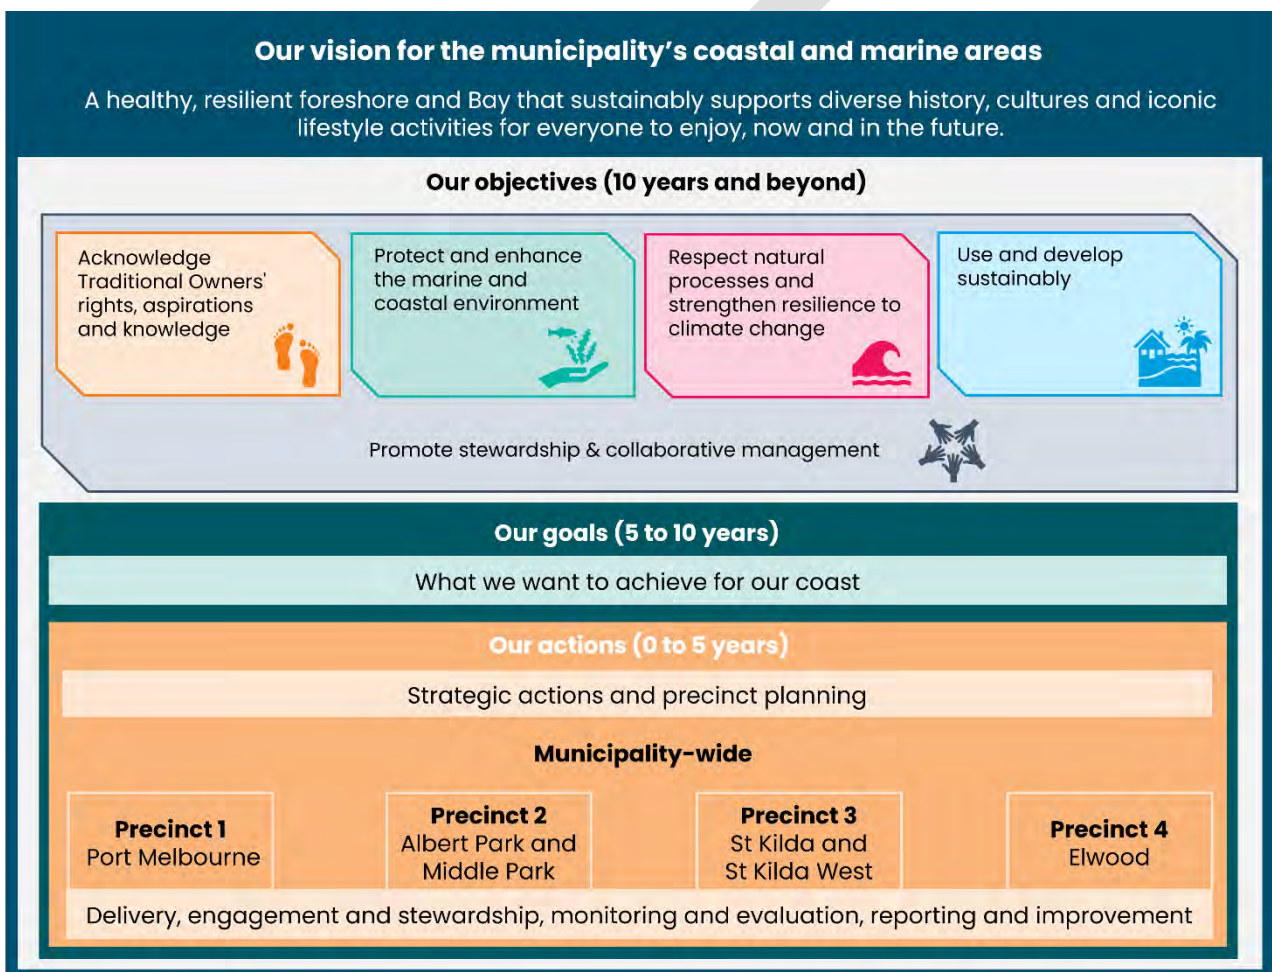 Our vision for the municipality's coastal and marine areas
A healthy, resilient foreshore and Bay that sustainably supports diverse history, cultures and iconic
lifestyle activities for everyone to enjoy, now and in the future.
Our objectives (10 years and beyond)
Acknowledge
Traditional Owners'
rights, aspirations
and knowledge
Protect and enhance
the marine and
coastal environment
Respect natural
processes and
strengthen resilience to
climate change
Use and develop
sustainably
Promote stewardship & collaborative management
Our goals (5 to 10 years)
What we want to achieve for our coast
Our actions (0 to 5 years)
Strategic actions and precinct planning
Municipality-wide
Precinct 1
Port Melbourne
Precinct 2
Albert Park and
Middle Park
Precinct 3
St Kilda and
St Kilda West
Precinct 4
Elwood
Delivery, engagement and stewardship, monitoring and evaluation, reporting and improvement